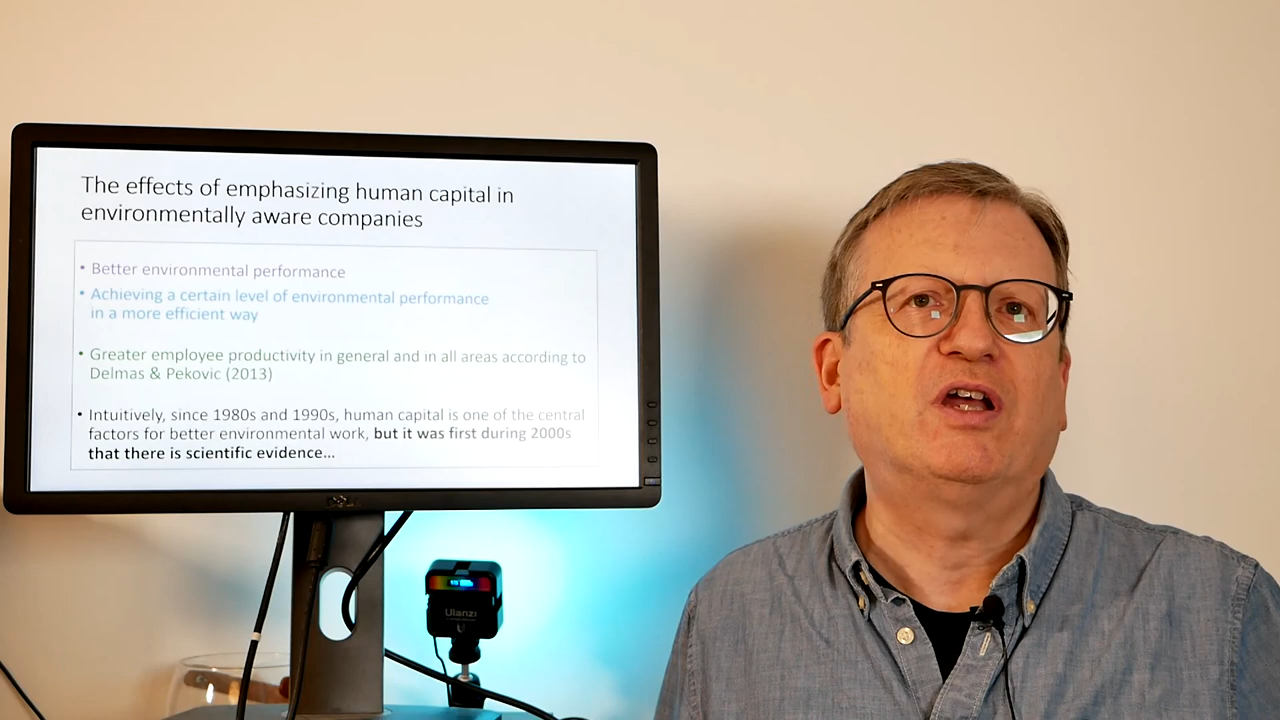 The effects of emphasizing human capital in
environmentally aware companies
• Better environmental performance
• Achieving a certain level of environmental performance
in a more efficient way
• Greater employee productivity in general and in all areas according to
Delmas & Pekovic (2013)
• Intuitively, since 1980s and 1990s, human capital is one of the central
factors for better environmental work, but it was first during 2000s
that there is scientific evidence...
DELL
Ulanzi